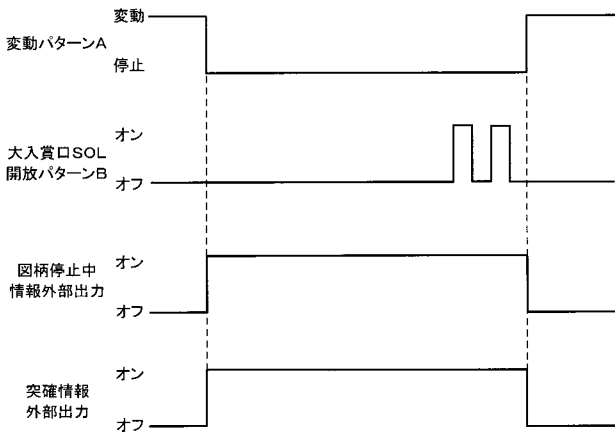 変動
変動パターンA
停止
オン
大入賞口SOL
開放パターンB
オフ
オン
図柄停止中
情報外部出力
オフ
オン
突確情報
外部出力
オフ